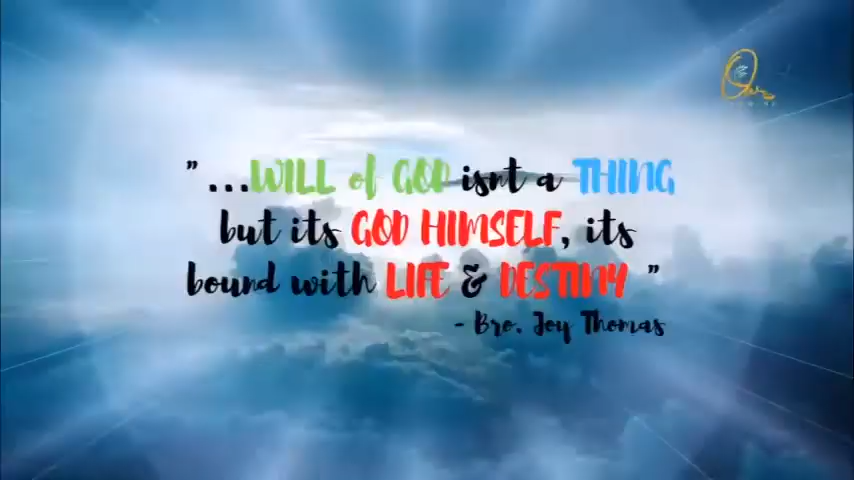 "...WILL of GOD isnt a THING
but its GOD HIMSELF, its
bound with LIFE & DESTINY "
- Bro. Joy Thomas